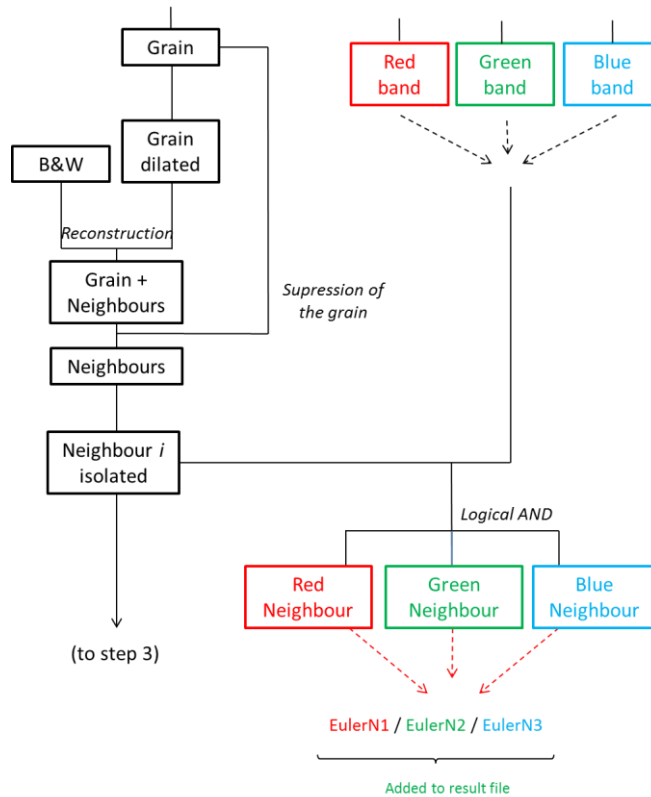 Grain
Red
band
Green
band
Blue
band
Grain
dilated
B&W
Reconstruction
Grain +
Neighbours
Supression of
the grain
Neighbours
Neighbour i
isolated
Logical AND
Red
Neighbour
Green
Neighbour
Blue
Neighbour
(to step 3)
EulerN1 / EulerN2 / EulerN3
Added to result file